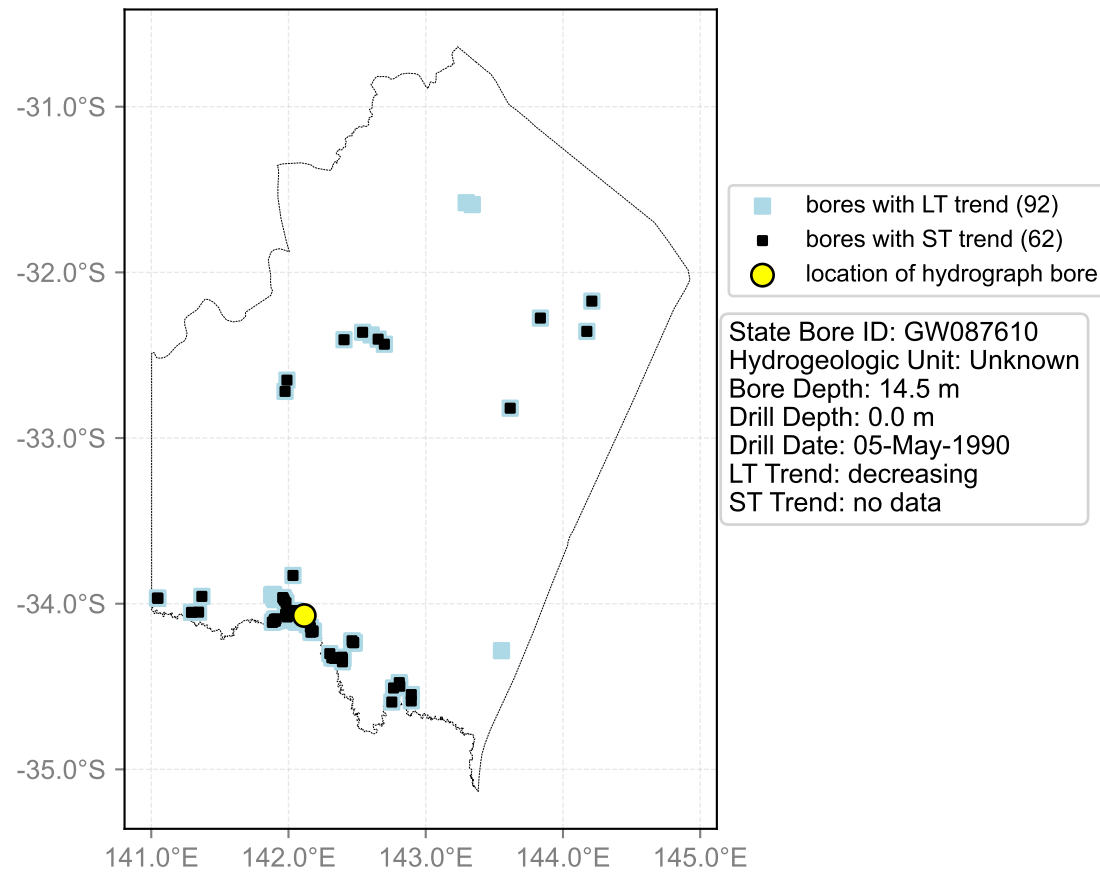 -31.0°S
-32.0°S
-33.0°S
-34.0°S
-35.0°S
141.0°E 142.0°E 143.0°E 144.0°E 145.0°E
bores with LT trend (92)
bores with ST trend (62)
location of hydrograph bore
State Bore ID: GW087610
Hydrogeologic Unit: Unknown
Bore Depth: 14.5 m
Drill Depth: 0.0 m
Drill Date: 05-May-1990
LT Trend: decreasing
ST Trend: no data